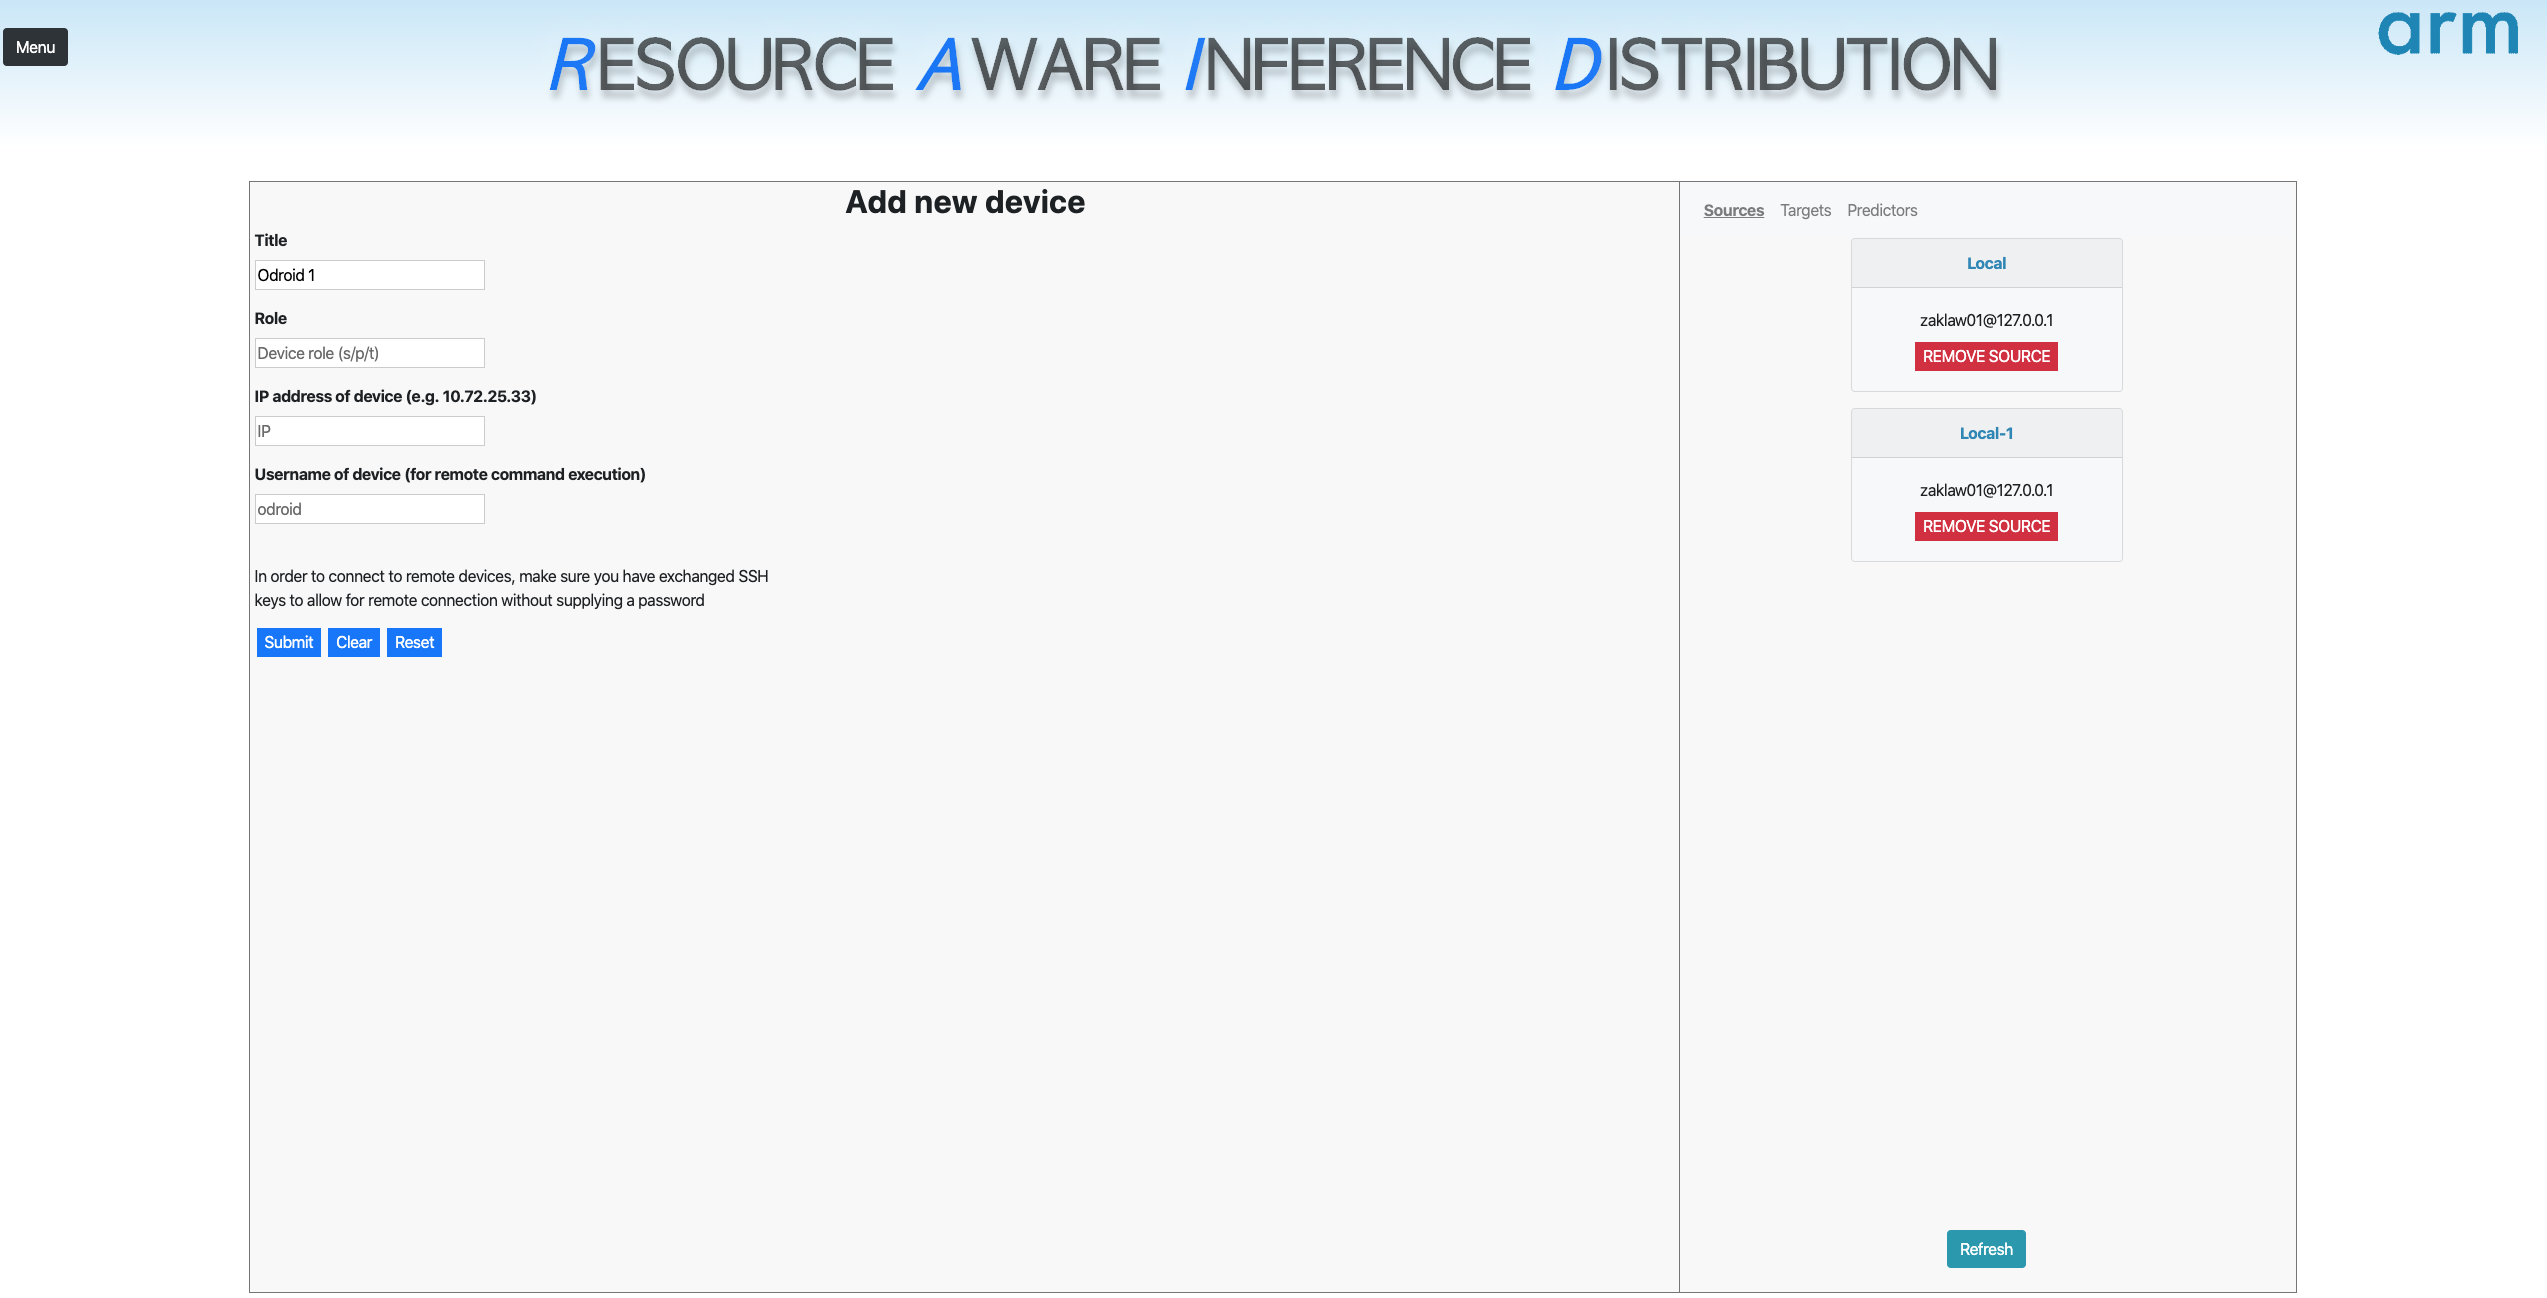 Menu
RESOURCE AWARE INFERENCE DISTRIBUTION
arm
Add new device
Title
Odroid 1
Role
Device role (s/p/t)
IP address of device (e.g. 10.72.25.33)
IP
Username of device (for remote command execution)
odroid
In order to connect to remote devices, make sure you have exchanged SSH
keys to allow for remote connection without supplying a password
Submit Clear Reset
Sources Targets Predictors
Local
zaklaw01@127.0.0.1
REMOVE SOURCE
Local-1
zaklaw01@127.0.0.1
REMOVE SOURCE
Refresh